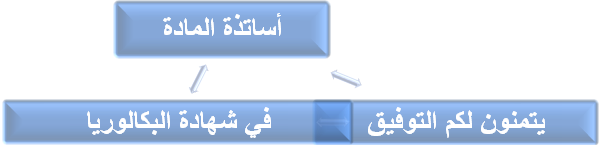 أساتذة المادة
يتمنون لكم التوفيق
في شهادة البكالوريا